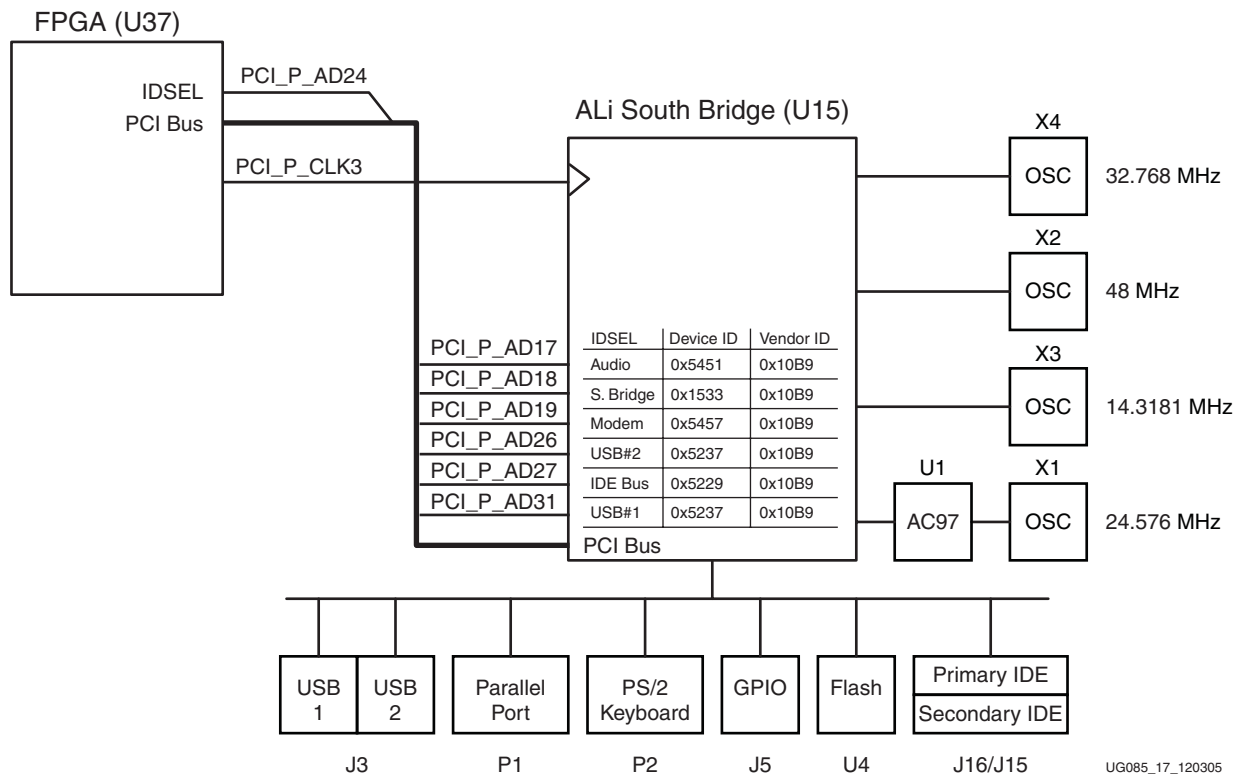 FPGA (U37)
IDSEL
PCI Bus
PCI_P_AD24
PCI_P_CLK3
ALi South Bridge (U15)
PCI_P_AD17
PCI_P_AD18
PCI_P_AD19
PCI_P_AD26
PCI_P_AD27
PCI_P_AD31
IDSEL Device ID Vendor ID
Audio 0x5451 0x10B9
S. Bridge 0x1533 0x10B9
Modem 0x5457 0x10B9
USB#2 0x5237 0x10B9
IDE Bus 0x5229 0x10B9
USB#1 0x5237 0x10B9
PCI Bus
X4
OSC 32.768 MHz
X2
OSC 48 MHz
X3
OSC 14.3181 MHz
U1 X1
AC97 OSC 24.576 MHz
USB
1
USB
2
Parallel
Port
PS/2
Keyboard
GPIO
Flash
Primary IDE
Secondary IDE
J3 P1 P2 J5 U4 J16/J15
UG085_17_120305